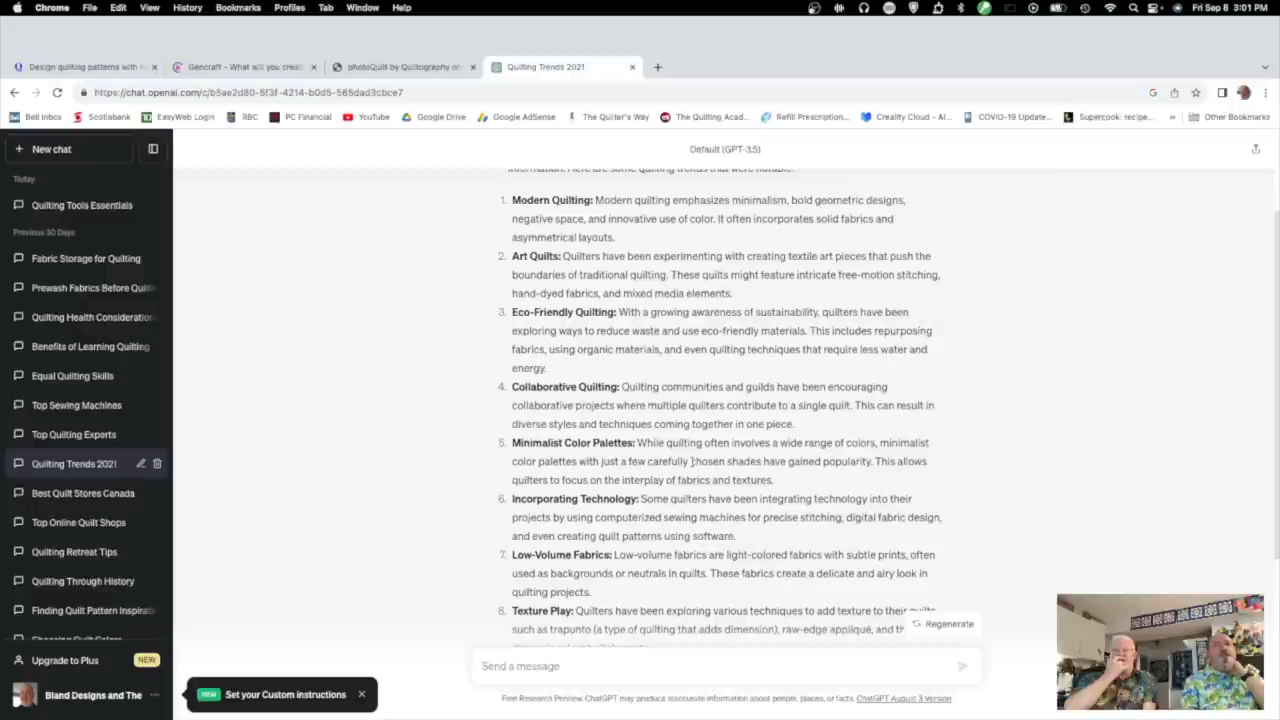 Chrome File Edit View History Bookmarks Profiles Tab Window Help
Fri Sep 8 3:01 PM
Design quilting patterns with
Gencraft - What will you creat
photoQuilt by Quiltography on
Quilting Trends 2021
https://chat.openai.com/c/b5ae2d80-5f3f-4214-b0d5-565dad3cbce7
Bell Inbox Scotiabank EasyWeb Login RBC PC Financial YouTube Google Drive Google AdSense The Quilter's Way The Quilting Acad... Refill Prescription... Creality Cloud - Al... COVID-19 Update... Supercook: recipe... » Other Bookmarks
+ New chat
Today
Quilting Tools Essentials
Previous 30 Days
Fabric Storage for Quilting
Prewash Fabrics Before Quilti
Quilting Health Consideration
Benefits of Learning Quilting
Equal Quilting Skills
Top Sewing Machines
Top Quilting Experts
Quilting Trends 2021
Best Quilt Stores Canada
Top Online Quilt Shops
Quilting Retreat Tips
Quilting Through History
Finding Quilt Pattern Inspirati
Choosing Quilt Colors
Upgrade to Plus NEW
Bland Designs and The ...
NEW Set your Custom instructions
Default (GPT-3.5)
information. Here are some quilting trends that were notable:
1. Modern Quilting: Modern quilting emphasizes minimalism, bold geometric designs,
negative space, and innovative use of color. It often incorporates solid fabrics and
asymmetrical layouts.
2. Art Quilts: Quilters have been experimenting with creating textile art pieces that push the
boundaries of traditional quilting. These quilts might feature intricate free-motion stitching,
hand-dyed fabrics, and mixed media elements.
3. Eco-Friendly Quilting: With a growing awareness of sustainability, quilters have been
exploring ways to reduce waste and use eco-friendly materials. This includes repurposing
fabrics, using organic materials, and even quilting techniques that require less water and
energy.
4. Collaborative Quilting: Quilting communities and guilds have been encouraging
collaborative projects where multiple quilters contribute to a single quilt. This can result in
diverse styles and techniques coming together in one piece.
5. Minimalist Color Palettes: While quilting often involves a wide range of colors, minimalist
color palettes with just a few carefully chosen shades have gained popularity. This allows
quilters to focus on the interplay of fabrics and textures.
6. Incorporating Technology: Some quilters have been integrating technology into their
projects by using computerized sewing machines for precise stitching, digital fabric design,
and even creating quilt patterns using software.
7. Low-Volume Fabrics: Low-volume fabrics are light-colored fabrics with subtle prints, often
used as backgrounds or neutrals in quilts. These fabrics create a delicate and airy look in
quilting projects.
8. Texture Play: Quilters have been exploring various techniques to add texture to their quilts,
such as trapunto (a type of quilting that adds dimension), raw-edge appliqué, and th
Regenerate
Send a message
Free Research Preview. ChatGPT may produce inaccurate information about people, places, or facts. ChatGPT August 3 Version